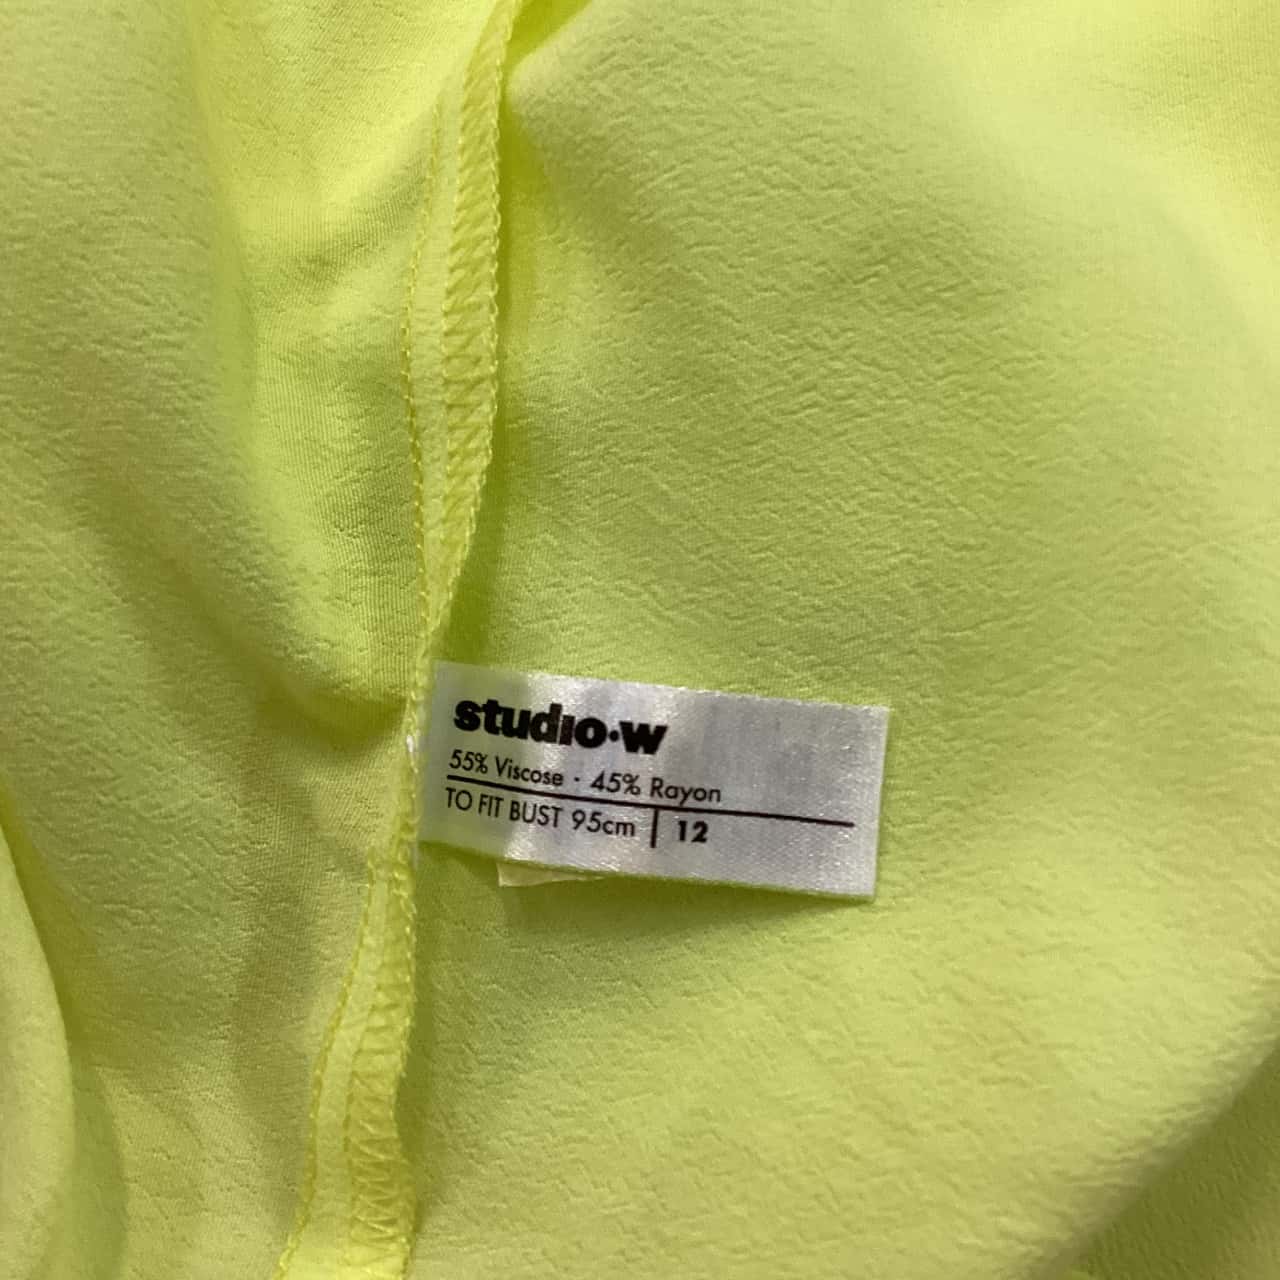 studio·w
55% Viscose · 45% Rayon
TO FIT BUST 95cm | 12